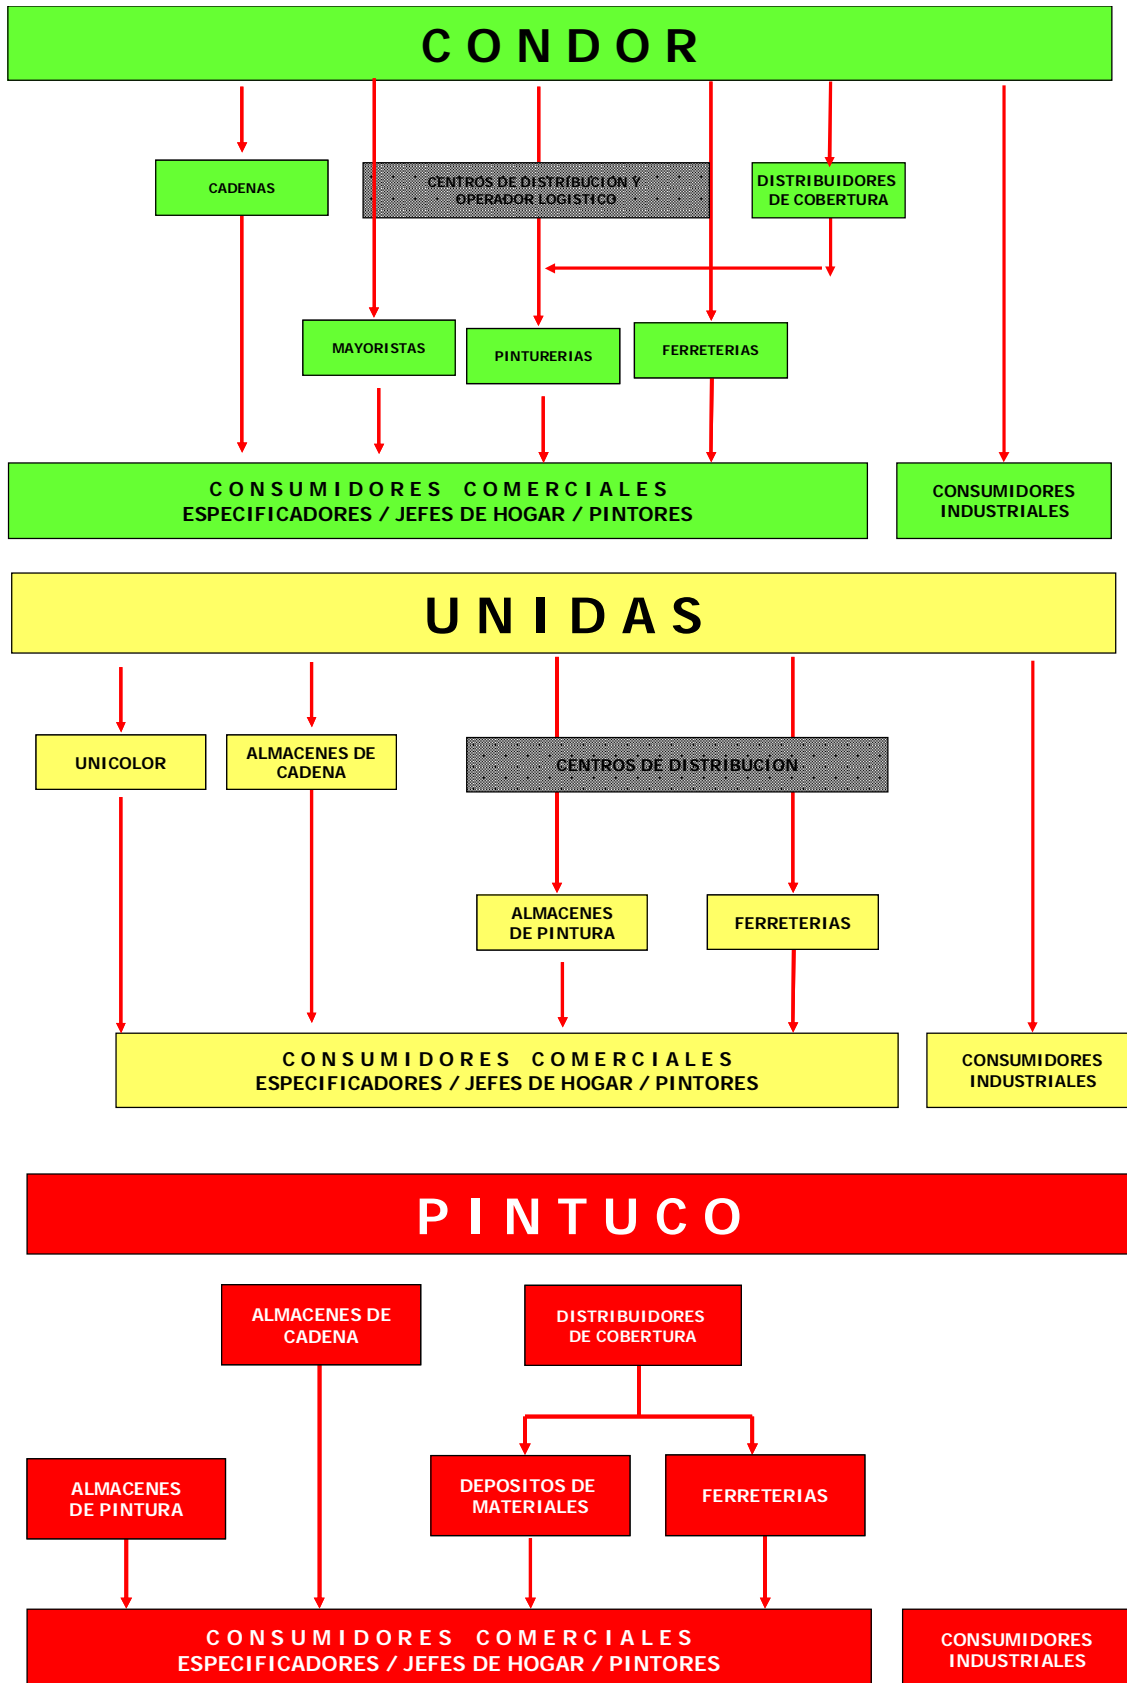 CONDOR
CADENAS
CENTROS DE DISTRIBUCIÓN Y
OPERADOR LOGISTICO
DISTRIBUIDORES
DE COBERTURA
MAYORISTAS
PINTURERIAS
FERRETERIAS
CONSUMIDORES COMERCIALES
ESPECIFICADORES / JEFES DE HOGAR / PINTORES
CONSUMIDORES
INDUSTRIALES
UNIDAS
UNICOLOR
ALMACENES DE
CADENA
CENTROS DE DISTRIBUCION
ALMACENES
DE PINTURA
FERRETERIAS
CONSUMIDORES COMERCIALES
ESPECIFICADORES / JEFES DE HOGAR / PINTORES
CONSUMIDORES
INDUSTRIALES
PINTUCO
ALMACENES DE
CADENA
DISTRIBUIDORES
DE COBERTURA
ALMACENES
DE PINTURA
DEPOSITOS DE
MATERIALES
FERRETERIAS
CONSUMIDORES COMERCIALES
ESPECIFICADORES / JEFES DE HOGAR / PINTORES
CONSUMIDORES
INDUSTRIALES